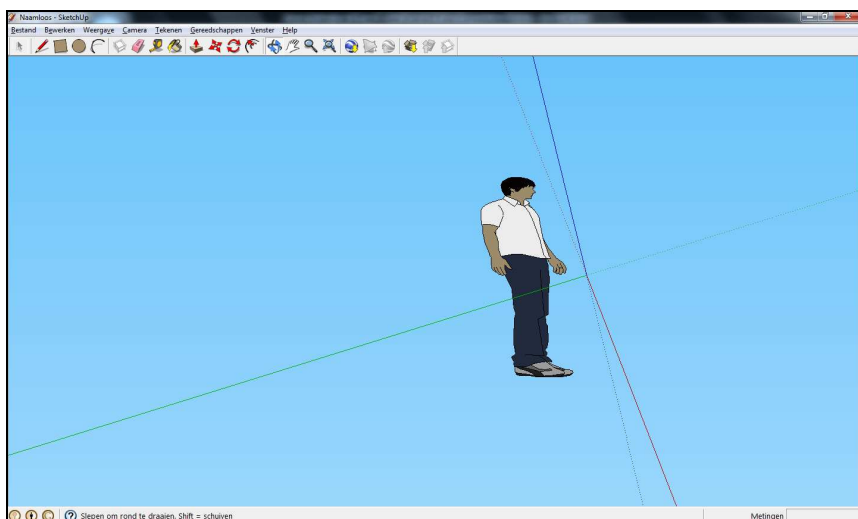 Naamloos - SketchUp
Bestand Bewerken Weergave Camera Tekenen Gereedschappen Venster Help
Slepen om rond te draaien. Shift = schuiven Metingen